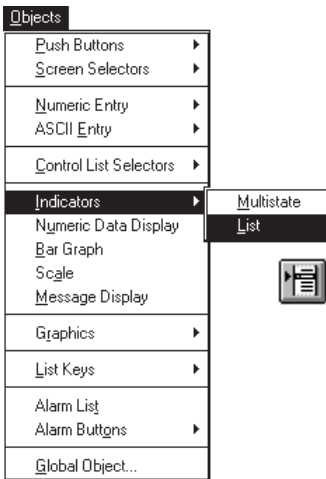 Objects
Push Buttons
Screen Selectors
Numeric Entry
ASCII Entry
Control List Selectors
Indicators
Multistate
List
Numeric Data Display
Bar Graph
Scale
Message Display
Graphics
List Keys
Alarm List
Alarm Buttons
Global Object...